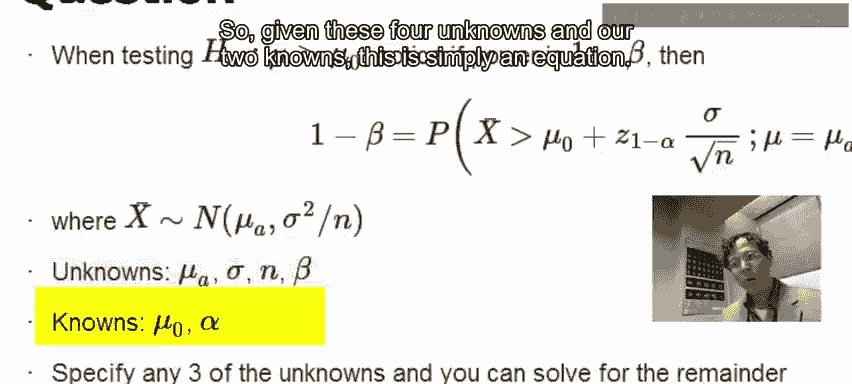 So, given these four unknowns and our
two knowns, this is simply an equation.
· When testing H β, then
1 − β = P(X̄ > μ₀ + z₁₋α σ/√n ; μ = μₐ
· where X̄ ∼ N(μₐ, σ²/n)
· Unknowns: μₐ, σ, n, β
· Knowns: μ₀, α
· Specify any 3 of the unknowns and you can solve for the remainder